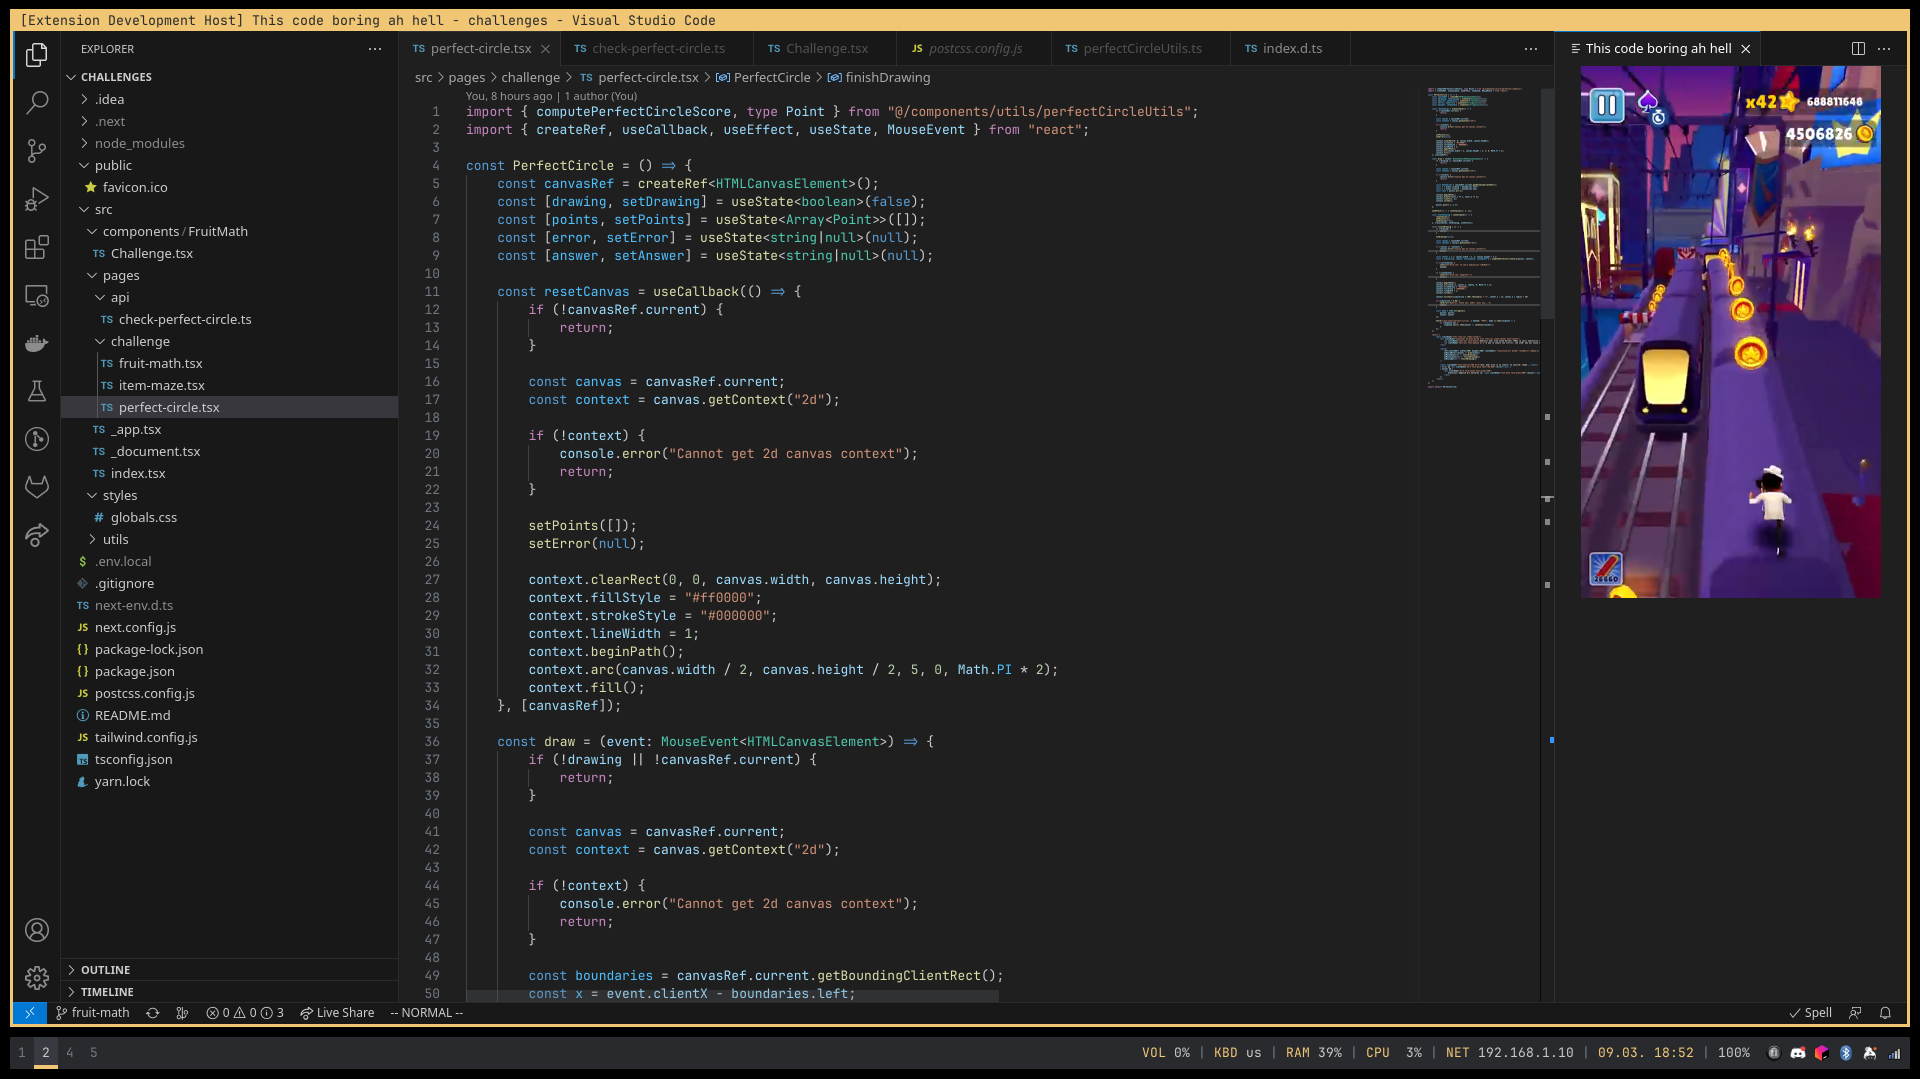 [Extension Development Host] This code boring ah hell - challenges - Visual Studio Code
EXPLORER
CHALLENGES
.idea
.next
node_modules
public
favicon.ico
src
components / FruitMath
TS Challenge.tsx
pages
api
TS check-perfect-circle.ts
challenge
TS fruit-math.tsx
TS item-maze.tsx
TS perfect-circle.tsx
TS _app.tsx
TS _document.tsx
TS index.tsx
styles
# globals.css
utils
$ .env.local
.gitignore
TS next-env.d.ts
JS next.config.js
{} package-lock.json
{} package.json
JS postcss.config.js
README.md
JS tailwind.config.js
tsconfig.json
yarn.lock
OUTLINE
TIMELINE
TS perfect-circle.tsx
TS check-perfect-circle.ts
TS Challenge.tsx
JS postcss.config.js
TS perfectCircleUtils.ts
TS index.d.ts
src > pages > challenge > TS perfect-circle.tsx > PerfectCircle > finishDrawing
You, 8 hours ago | 1 author (You)
1 import { computePerfectCircleScore, type Point } from "@/components/utils/perfectCircleUtils";
2 import { createRef, useCallback, useEffect, useState, MouseEvent } from "react";
3
4 const PerfectCircle = () => {
5 const canvasRef = createRef<HTMLCanvasElement>();
6 const [drawing, setDrawing] = useState<boolean>(false);
7 const [points, setPoints] = useState<Array<Point>>([]);
8 const [error, setError] = useState<string|null>(null);
9 const [answer, setAnswer] = useState<string|null>(null);
10
11 const resetCanvas = useCallback(() => {
12 if (!canvasRef.current) {
13 return;
14 }
15
16 const canvas = canvasRef.current;
17 const context = canvas.getContext("2d");
18
19 if (!context) {
20 console.error("Cannot get 2d canvas context");
21 return;
22 }
23
24 setPoints([]);
25 setError(null);
26
27 context.clearRect(0, 0, canvas.width, canvas.height);
28 context.fillStyle = "#ff0000";
29 context.strokeStyle = "#000000";
30 context.lineWidth = 1;
31 context.beginPath();
32 context.arc(canvas.width / 2, canvas.height / 2, 5, 0, Math.PI * 2);
33 context.fill();
34 }, [canvasRef]);
35
36 const draw = (event: MouseEvent<HTMLCanvasElement>) => {
37 if (!drawing || !canvasRef.current) {
38 return;
39 }
40
41 const canvas = canvasRef.current;
42 const context = canvas.getContext("2d");
43
44 if (!context) {
45 console.error("Cannot get 2d canvas context");
46 return;
47 }
48
49 const boundaries = canvasRef.current.getBoundingClientRect();
50 const x = event.clientX - boundaries.left;
This code boring ah hell
x42 688811646
4506826
26660
fruit-math
0 0 3
Live Share
-- NORMAL --
Spell
1 2 4 5
VOL 0% | KBD us | RAM 39% | CPU 3% | NET 192.168.1.10 | 09.03. 18:52 | 100%